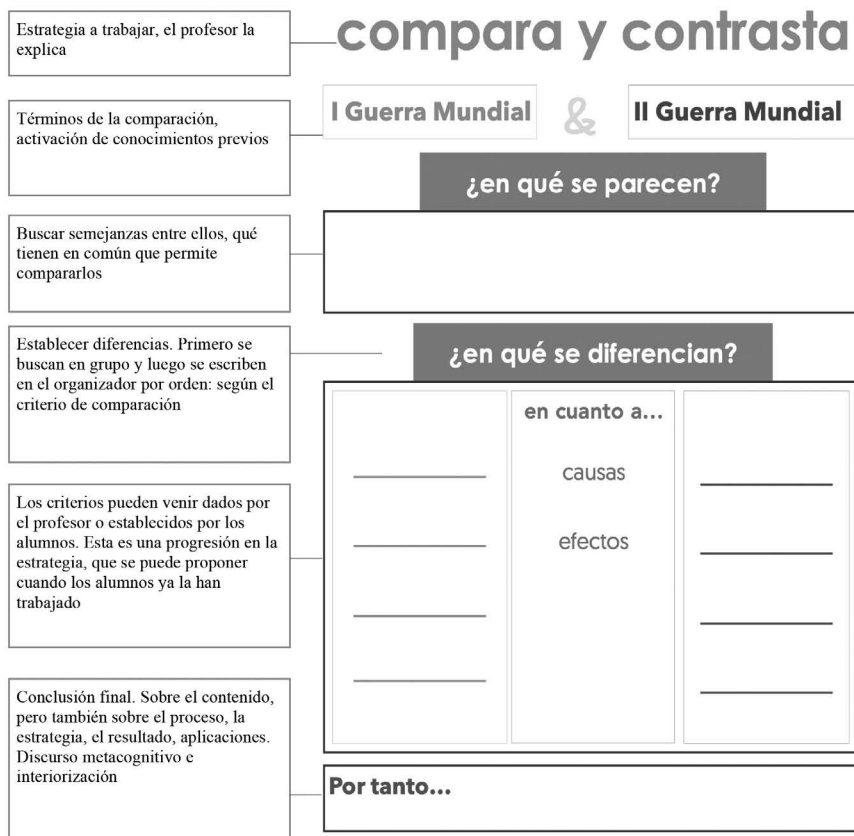 Estrategia a trabajar, el profesor la
explica
compara y contrasta
Términos de la comparación,
activación de conocimientos previos
I Guerra Mundial
&
II Guerra Mundial
¿en qué se parecen?
Buscar semejanzas entre ellos, qué
tienen en común que permite
compararlos
Establecer diferencias. Primero se
buscan en grupo y luego se escriben
en el organizador por orden: según el
criterio de comparación
¿en qué se diferencian?
en cuanto a...
causas
efectos
Los criterios pueden venir dados por
el profesor o establecidos por los
alumnos. Esta es una progresión en la
estrategia, que se puede proponer
cuando los alumnos ya la han
trabajado
Conclusión final. Sobre el contenido,
pero también sobre el proceso, la
estrategia, el resultado, aplicaciones.
Discurso metacognitivo e
interiorización
Por tanto...